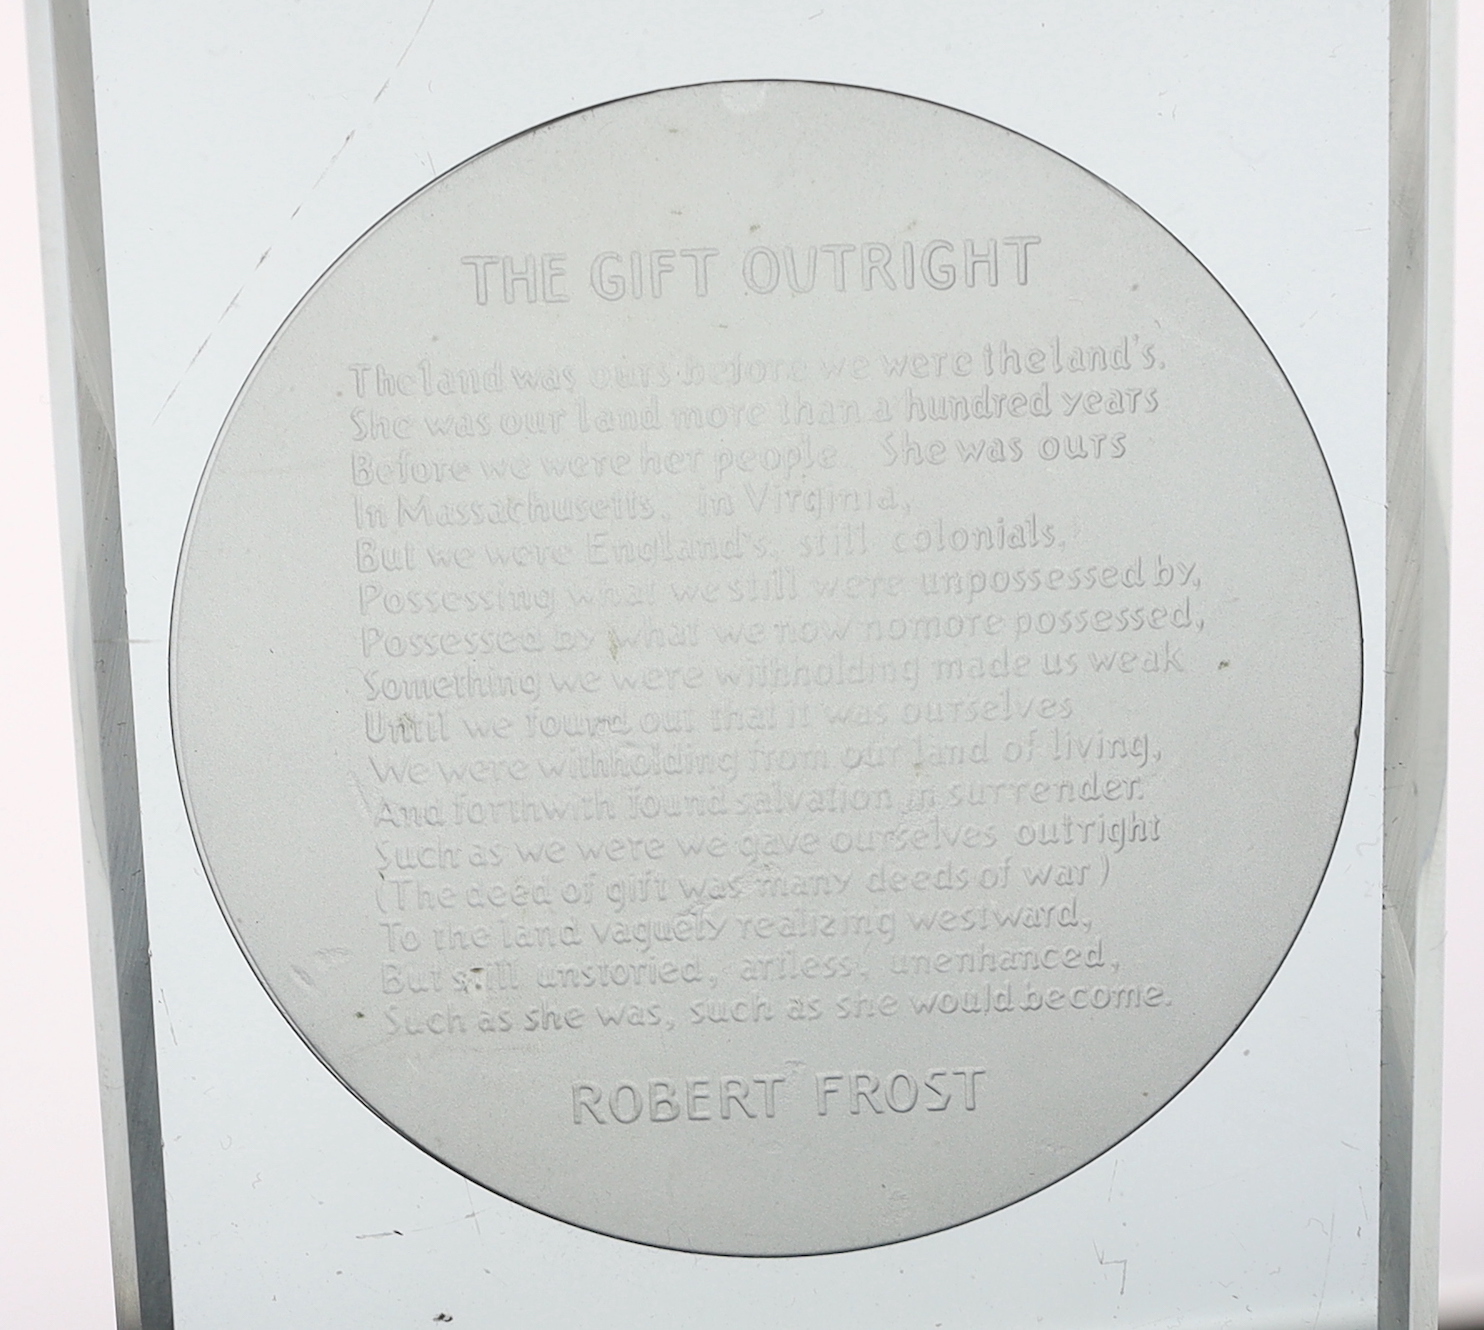 THE GIFT OUTRIGHT
The land was ours before we were the land's.
She was our land more than a hundred years
Before we were her people. She was ours
In Massachusetts, in Virginia,
But we were England's, still colonials,
Possessing what we still were unpossessed by,
Possessed by what we now no more possessed,
Something we were withholding made us weak
Until we found out that it was ourselves
We were withholding from our land of living,
And forthwith found salvation in surrender.
Such as we were we gave ourselves outright
(The deed of gift was many deeds of war)
To the land vaguely realizing westward,
But still unstoried, artless, unenhanced,
Such as she was, such as she would become.
ROBERT FROST